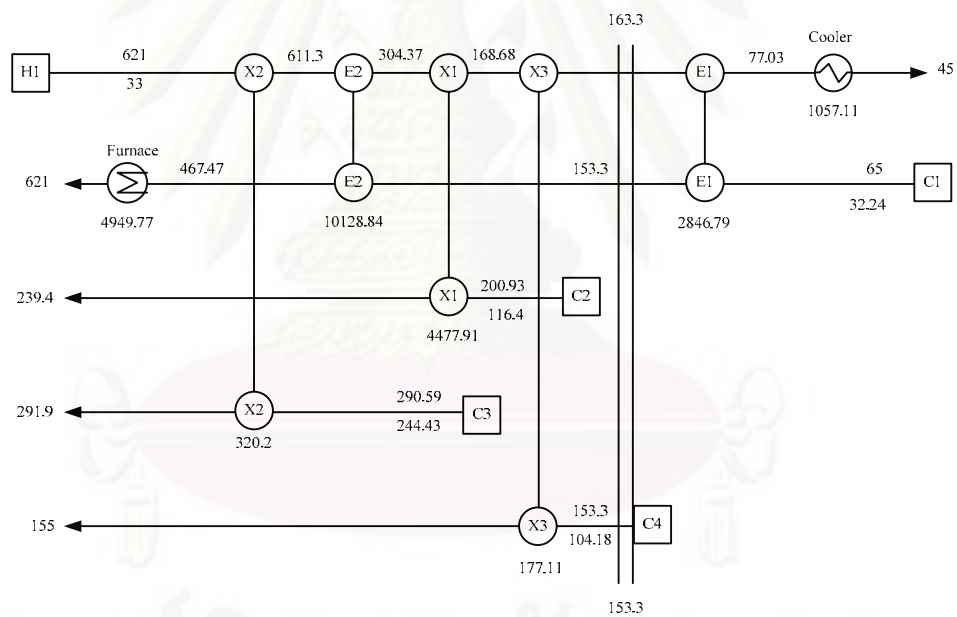 163.3
Cooler
H1
621
33
X2
611.3
E2
304.37
X1
168.68
X3
E1
77.03
45
1057.11
Furnace
621
467.47
E2
153.3
E1
65
32.24
C1
4949.77
10128.84
2846.79
239.4
X1
200.93
116.4
C2
4477.91
291.9
X2
290.59
244.43
C3
320.2
155
X3
153.3
104.18
C4
177.11
153.3